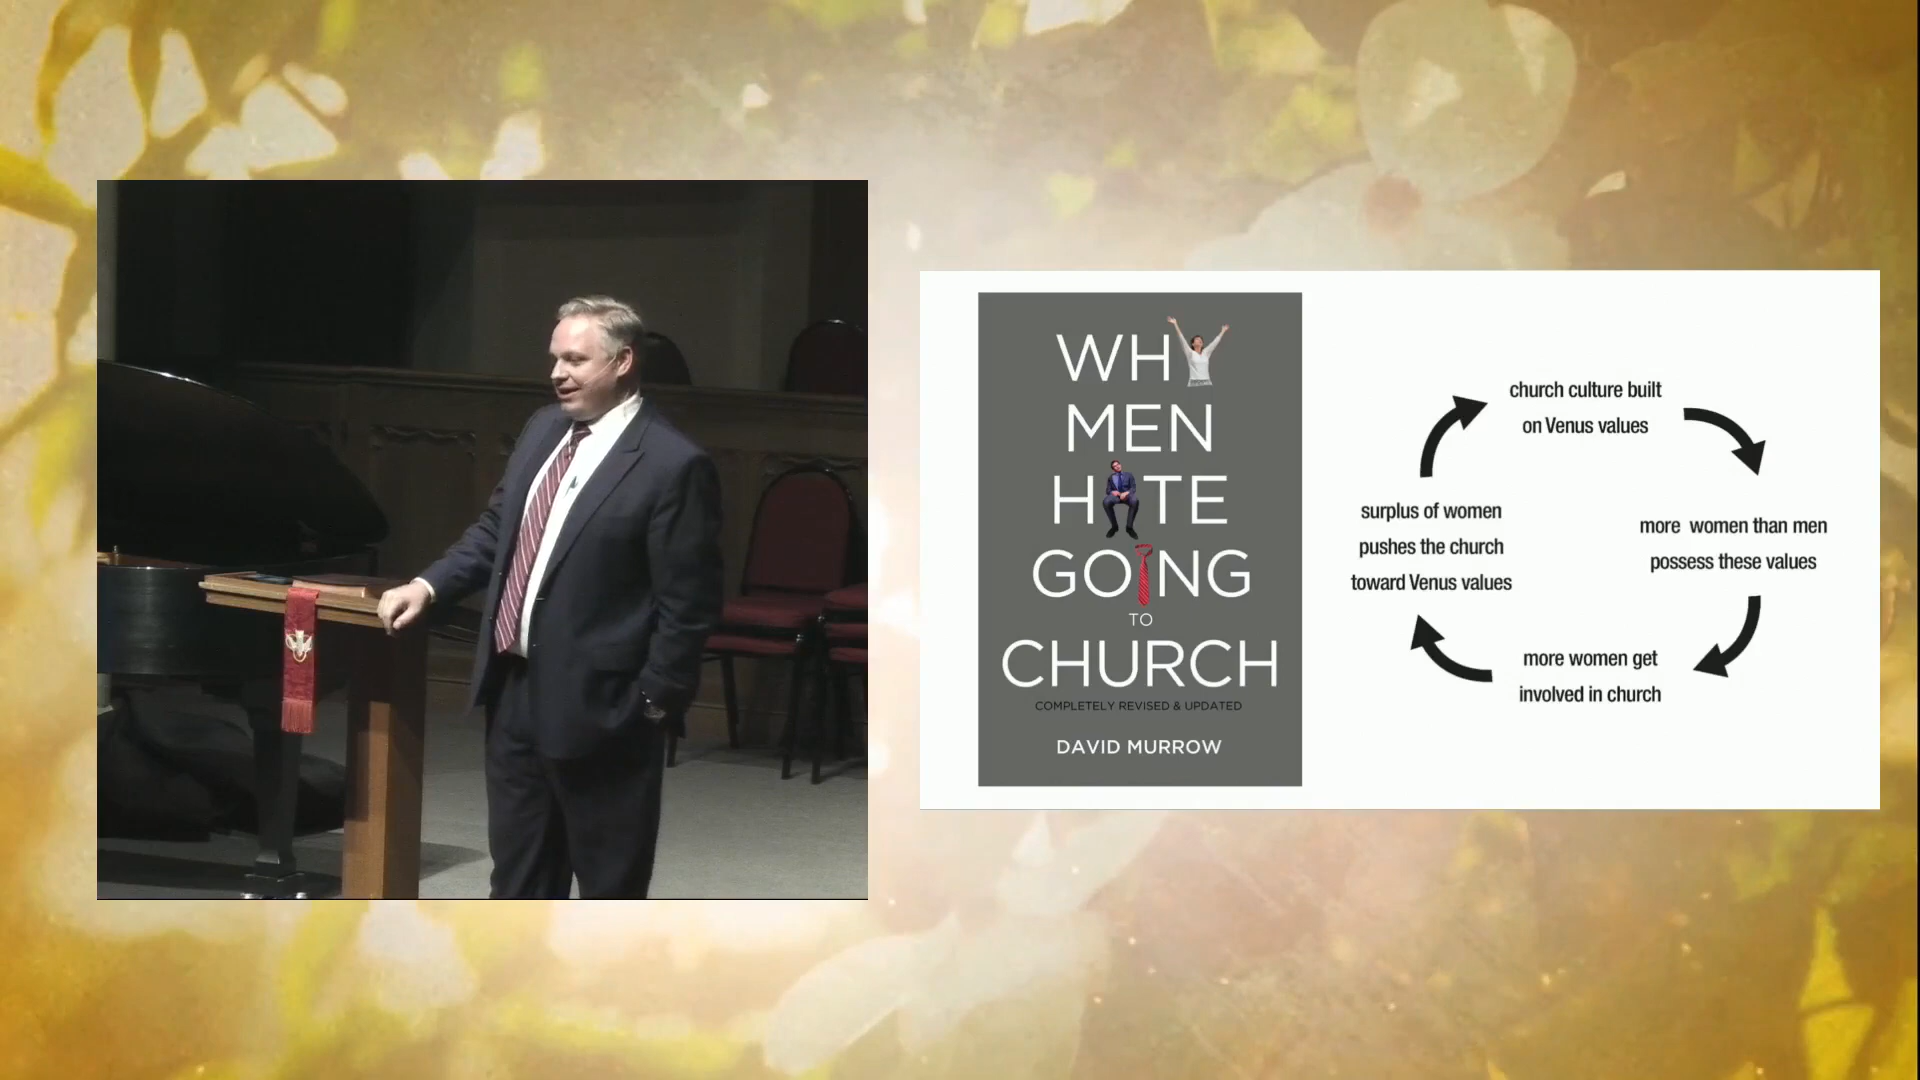 WHY
MEN
HATE
GOING
TO
CHURCH
COMPLETELY REVISED & UPDATED
DAVID MURROW
church culture built
on Venus values
more women than men
possess these values
more women get
involved in church
surplus of women
pushes the church
toward Venus values